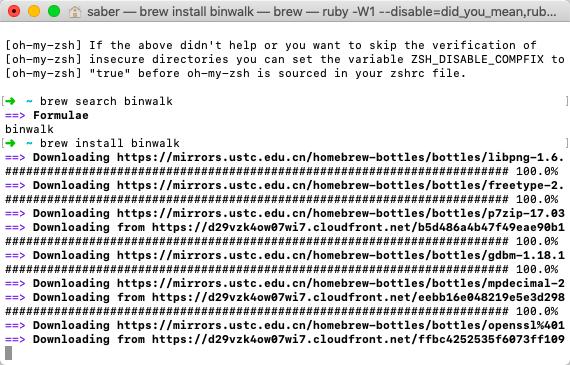 saber — brew install binwalk — brew — ruby -W1 --disable=did_you_mean,rub...
[oh-my-zsh] If the above didn't help or you want to skip the verification of
[oh-my-zsh] insecure directories you can set the variable ZSH_DISABLE_COMPFIX to
[oh-my-zsh] "true" before oh-my-zsh is sourced in your zshrc file.
[➜  ~ brew search binwalk ]
==> Formulae
binwalk
[➜  ~ brew install binwalk ]
==> Downloading https://mirrors.ustc.edu.cn/homebrew-bottles/bottles/libpng-1.6.
######################################################################## 100.0%
==> Downloading https://mirrors.ustc.edu.cn/homebrew-bottles/bottles/freetype-2.
######################################################################## 100.0%
==> Downloading https://mirrors.ustc.edu.cn/homebrew-bottles/bottles/p7zip-17.03
==> Downloading from https://d29vzk4ow07wi7.cloudfront.net/b5d486a4b47f49eae90b1
######################################################################## 100.0%
==> Downloading https://mirrors.ustc.edu.cn/homebrew-bottles/bottles/gdbm-1.18.1
######################################################################## 100.0%
==> Downloading https://mirrors.ustc.edu.cn/homebrew-bottles/bottles/mpdecimal-2
==> Downloading from https://d29vzk4ow07wi7.cloudfront.net/eebb16e048219e5e3d298
######################################################################## 100.0%
==> Downloading https://mirrors.ustc.edu.cn/homebrew-bottles/bottles/openssl%401
==> Downloading from https://d29vzk4ow07wi7.cloudfront.net/ffbc4252535f6073ff109